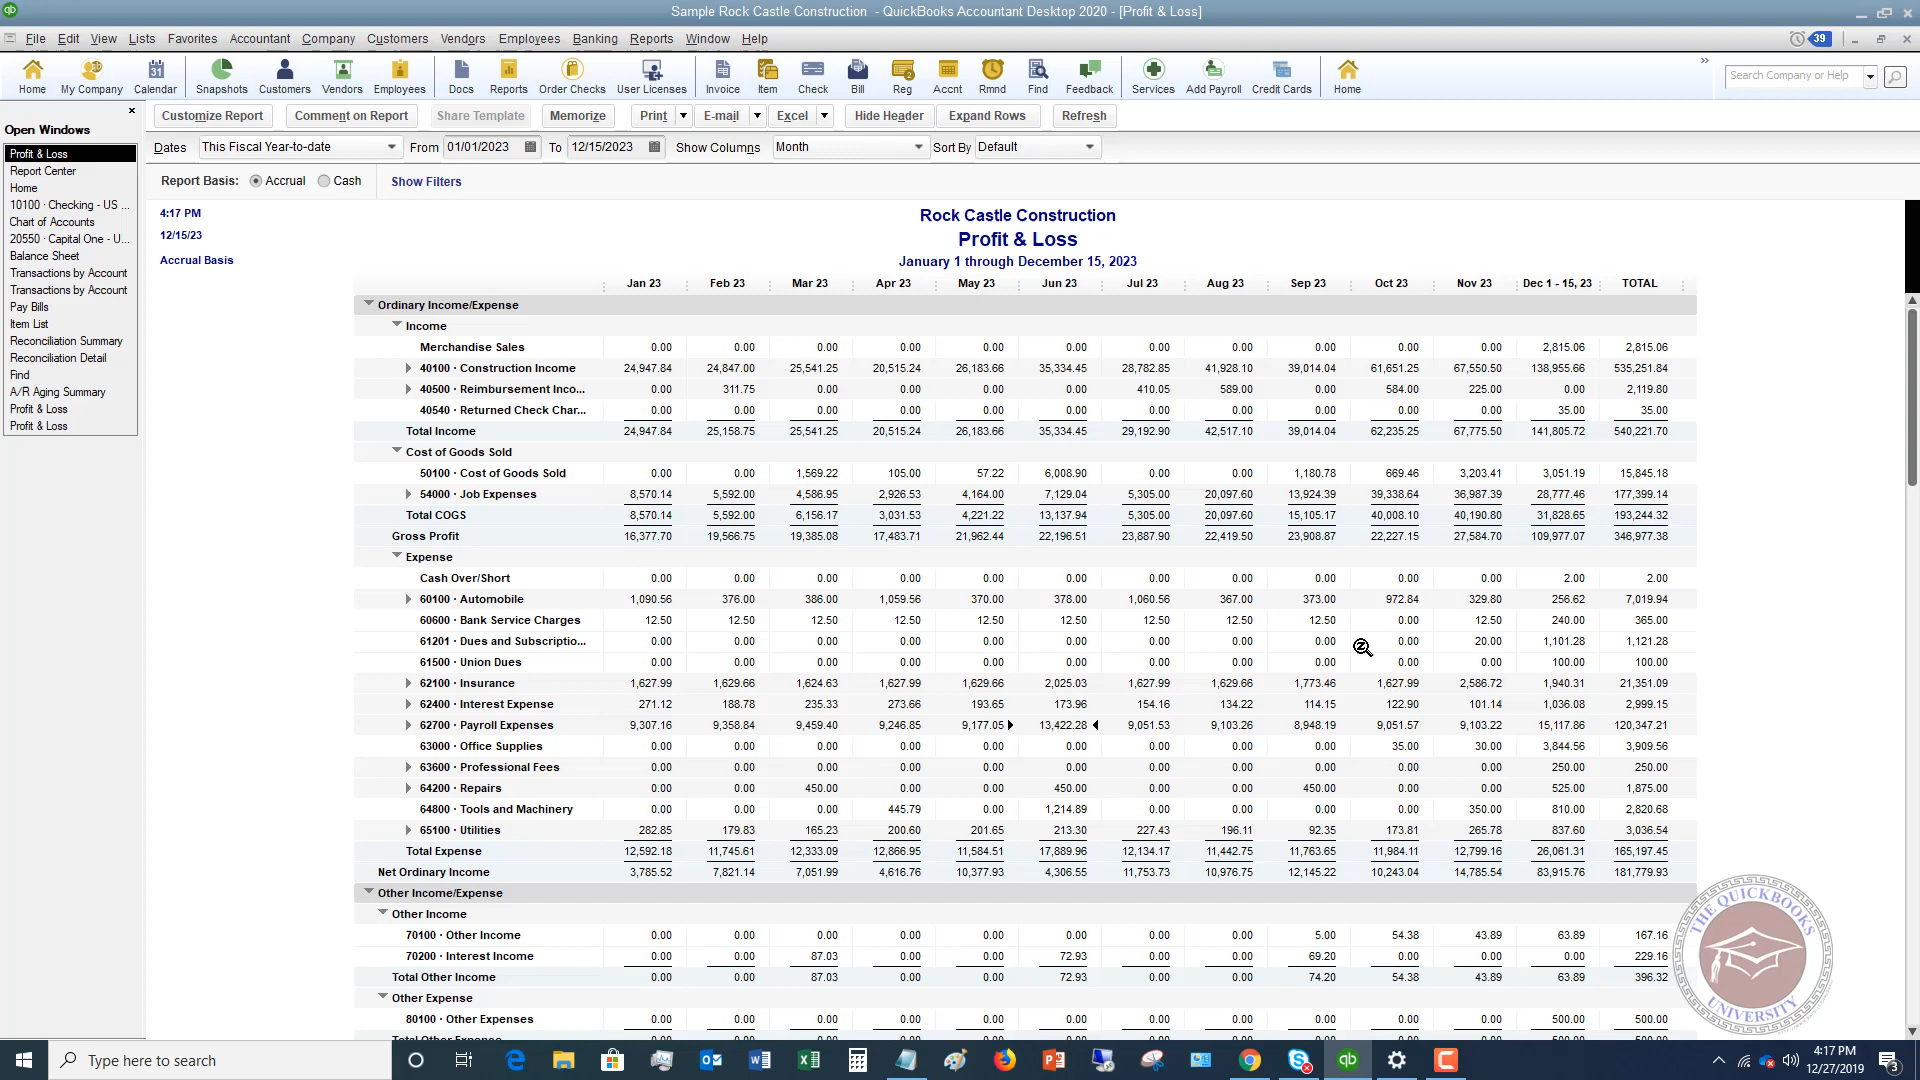 Sample Rock Castle Construction - QuickBooks Accountant Desktop 2020 - [Profit & Loss]
File Edit View Lists Favorites Accountant Company Customers Vendors Employees Banking Reports Window Help 39
Home My Company Calendar Snapshots Customers Vendors Employees Docs Reports Order Checks User Licenses Invoice Item Check Bill Reg Accnt Rmnd Find Feedback Services Add Payroll Credit Cards Home
Search Company or Help
Customize Report Comment on Report Share Template Memorize Print E-mail Excel Hide Header Expand Rows Refresh
Dates This Fiscal Year-to-date From 01/01/2023 To 12/15/2023 Show Columns Month Sort By Default
Report Basis: Accrual Cash Show Filters
Open Windows
Profit & Loss
Report Center
Home
10100 · Checking - US ...
Chart of Accounts
20550 · Capital One - U...
Balance Sheet
Transactions by Account
Transactions by Account
Pay Bills
Item List
Reconciliation Summary
Reconciliation Detail
Find
A/R Aging Summary
Profit & Loss
Profit & Loss
4:17 PM
12/15/23
Accrual Basis
Rock Castle Construction
Profit & Loss
January 1 through December 15, 2023
Jan 23 Feb 23 Mar 23 Apr 23 May 23 Jun 23 Jul 23 Aug 23 Sep 23 Oct 23 Nov 23 Dec 1 - 15, 23 TOTAL
Ordinary Income/Expense
Income
Merchandise Sales 0.00 0.00 0.00 0.00 0.00 0.00 0.00 0.00 0.00 0.00 0.00 2,815.06 2,815.06
40100 · Construction Income 24,947.84 24,847.00 25,541.25 20,515.24 26,183.66 35,334.45 28,782.85 41,928.10 39,014.04 61,651.25 67,550.50 138,955.66 535,251.84
40500 · Reimbursement Inco... 0.00 311.75 0.00 0.00 0.00 0.00 410.05 589.00 0.00 584.00 225.00 0.00 2,119.80
40540 · Returned Check Char... 0.00 0.00 0.00 0.00 0.00 0.00 0.00 0.00 0.00 0.00 0.00 35.00 35.00
Total Income 24,947.84 25,158.75 25,541.25 20,515.24 26,183.66 35,334.45 29,192.90 42,517.10 39,014.04 62,235.25 67,775.50 141,805.72 540,221.70
Cost of Goods Sold
50100 · Cost of Goods Sold 0.00 0.00 1,569.22 105.00 57.22 6,008.90 0.00 0.00 1,180.78 669.46 3,203.41 3,051.19 15,845.18
54000 · Job Expenses 8,570.14 5,592.00 4,586.95 2,926.53 4,164.00 7,129.04 5,305.00 20,097.60 13,924.39 39,338.64 36,987.39 28,777.46 177,399.14
Total COGS 8,570.14 5,592.00 6,156.17 3,031.53 4,221.22 13,137.94 5,305.00 20,097.60 15,105.17 40,008.10 40,190.80 31,828.65 193,244.32
Gross Profit 16,377.70 19,566.75 19,385.08 17,483.71 21,962.44 22,196.51 23,887.90 22,419.50 23,908.87 22,227.15 27,584.70 109,977.07 346,977.38
Expense
Cash Over/Short 0.00 0.00 0.00 0.00 0.00 0.00 0.00 0.00 0.00 0.00 0.00 2.00 2.00
60100 · Automobile 1,090.56 376.00 386.00 1,059.56 370.00 378.00 1,060.56 367.00 373.00 972.84 329.80 256.62 7,019.94
60600 · Bank Service Charges 12.50 12.50 12.50 12.50 12.50 12.50 12.50 12.50 12.50 0.00 12.50 240.00 365.00
61201 · Dues and Subscriptio... 0.00 0.00 0.00 0.00 0.00 0.00 0.00 0.00 0.00 0.00 20.00 1,101.28 1,121.28
61500 · Union Dues 0.00 0.00 0.00 0.00 0.00 0.00 0.00 0.00 0.00 0.00 0.00 100.00 100.00
62100 · Insurance 1,627.99 1,629.66 1,624.63 1,627.99 1,629.66 2,025.03 1,627.99 1,629.66 1,773.46 1,627.99 2,586.72 1,940.31 21,351.09
62400 · Interest Expense 271.12 188.78 235.33 273.66 193.65 173.96 154.16 134.22 114.15 122.90 101.14 1,036.08 2,999.15
62700 · Payroll Expenses 9,307.16 9,358.84 9,459.40 9,246.85 9,177.05 13,422.28 9,051.53 9,103.26 8,948.19 9,051.57 9,103.22 15,117.86 120,347.21
63000 · Office Supplies 0.00 0.00 0.00 0.00 0.00 0.00 0.00 0.00 0.00 35.00 30.00 3,844.56 3,909.56
63600 · Professional Fees 0.00 0.00 0.00 0.00 0.00 0.00 0.00 0.00 0.00 0.00 0.00 250.00 250.00
64200 · Repairs 0.00 0.00 450.00 0.00 0.00 450.00 0.00 0.00 450.00 0.00 0.00 525.00 1,875.00
64800 · Tools and Machinery 0.00 0.00 0.00 445.79 0.00 1,214.89 0.00 0.00 0.00 0.00 350.00 810.00 2,820.68
65100 · Utilities 282.85 179.83 165.23 200.60 201.65 213.30 227.43 196.11 92.35 173.81 265.78 837.60 3,036.54
Total Expense 12,592.18 11,745.61 12,333.09 12,866.95 11,584.51 17,889.96 12,134.17 11,442.75 11,763.65 11,984.11 12,799.16 26,061.31 165,197.45
Net Ordinary Income 3,785.52 7,821.14 7,051.99 4,616.76 10,377.93 4,306.55 11,753.73 10,976.75 12,145.22 10,243.04 14,785.54 83,915.76 181,779.93
Other Income/Expense
Other Income
70100 · Other Income 0.00 0.00 0.00 0.00 0.00 0.00 0.00 0.00 5.00 54.38 43.89 63.89 167.16
70200 · Interest Income 0.00 0.00 87.03 0.00 0.00 72.93 0.00 0.00 69.20 0.00 0.00 0.00 229.16
Total Other Income 0.00 0.00 87.03 0.00 0.00 72.93 0.00 0.00 74.20 54.38 43.89 63.89 396.32
Other Expense
80100 · Other Expenses 0.00 0.00 0.00 0.00 0.00 0.00 0.00 0.00 0.00 0.00 0.00 500.00 500.00
THE QUICKBOOKS UNIVERSITY
Type here to search
4:17 PM
12/27/2019
3